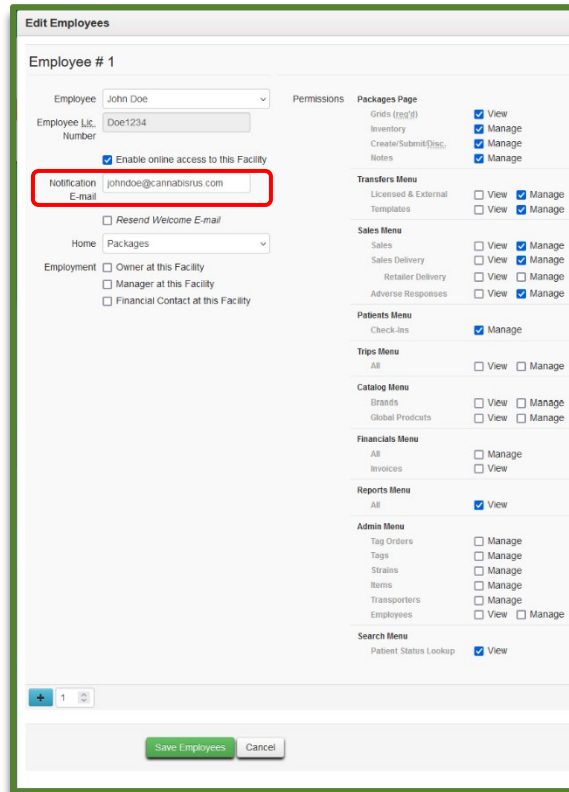 Edit Employees
Employee # 1
Employee John Doe
Employee Lic.
Number
Doe1234
Enable online access to this Facility
Notification
E-mail
johndoe@cannabisrus.com
Resend Welcome E-mail
Home Packages
Employment Owner at this Facility
Manager at this Facility
Financial Contact at this Facility
Permissions
Packages Page
Grids (req'd) View
Inventory Manage
Create/Submit/Disc. Manage
Notes Manage
Transfers Menu
Licensed & External View Manage
Templates View Manage
Sales Menu
Sales View Manage
Sales Delivery View Manage
Retailer Delivery View Manage
Adverse Responses View Manage
Patients Menu
Check-Ins Manage
Trips Menu
All View Manage
Catalog Menu
Brands View Manage
Global Prodcuts View Manage
Financials Menu
All Manage
Invoices View
Reports Menu
All View
Admin Menu
Tag Orders Manage
Tags Manage
Strains Manage
Items Manage
Transporters Manage
Employees View Manage
Search Menu
Patient Status Lookup View
+ 1
Save Employees Cancel